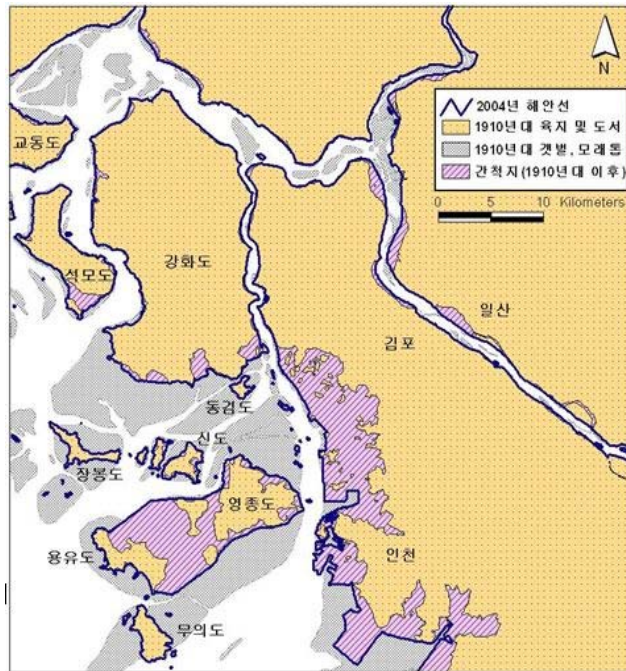 N
2004년 해안선
1910년대 육지 및 도서
1910년대 갯벌, 모래톱
간척지(1910년대 이후)
0 5 10 Kilometers
교동도
석모도
강화도
일산
김포
동검도
신도
장봉도
영종도
용유도
인천
무의도